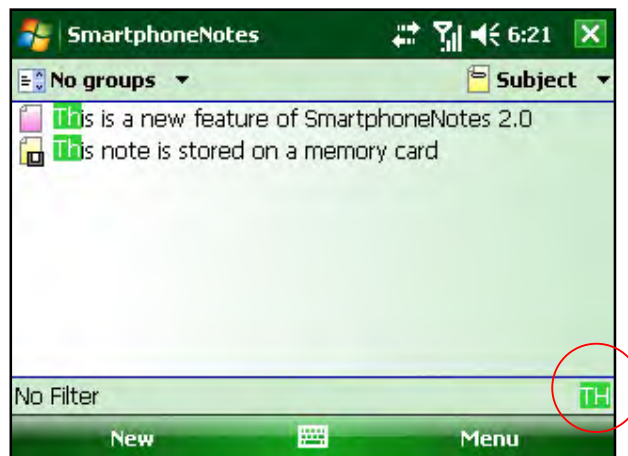 SmartphoneNotes 6:21
No groups Subject
This is a new feature of SmartphoneNotes 2.0
This note is stored on a memory card
No Filter TH
New Menu